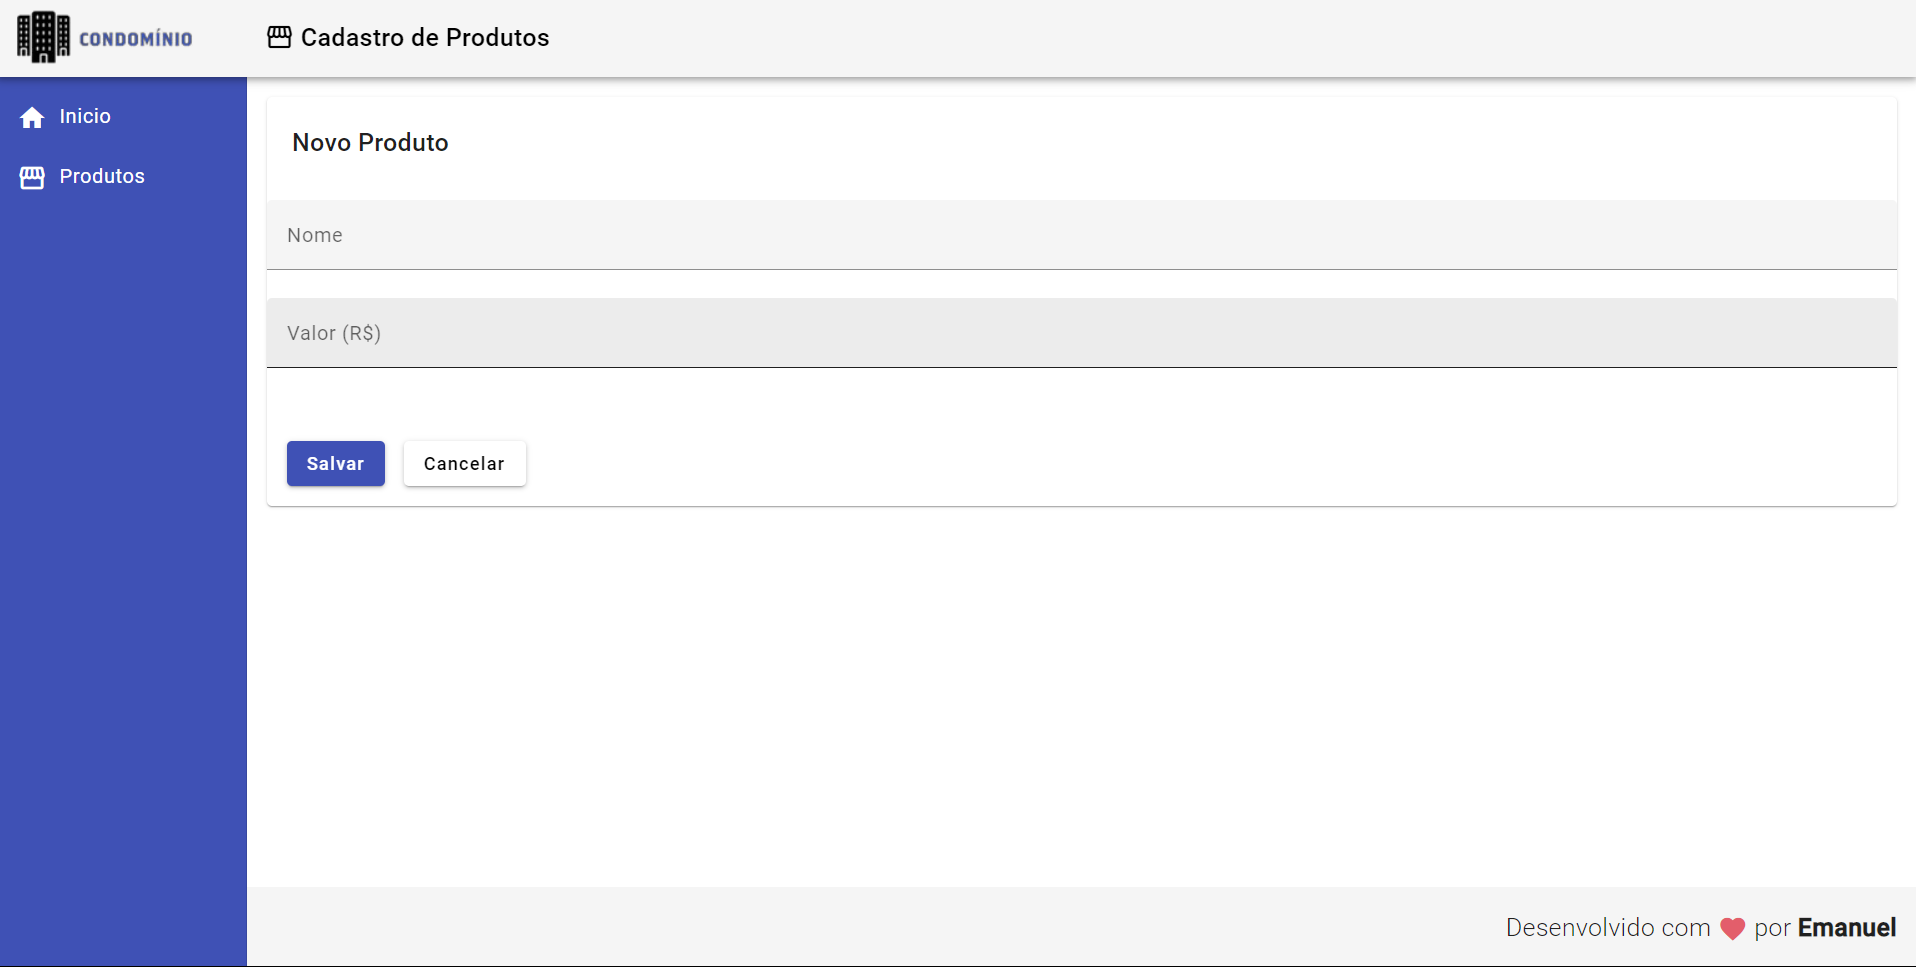 CONDOMÍNIO
Cadastro de Produtos
Inicio
Produtos
Novo Produto
Nome
Valor (R$)
Salvar Cancelar
Desenvolvido com por Emanuel